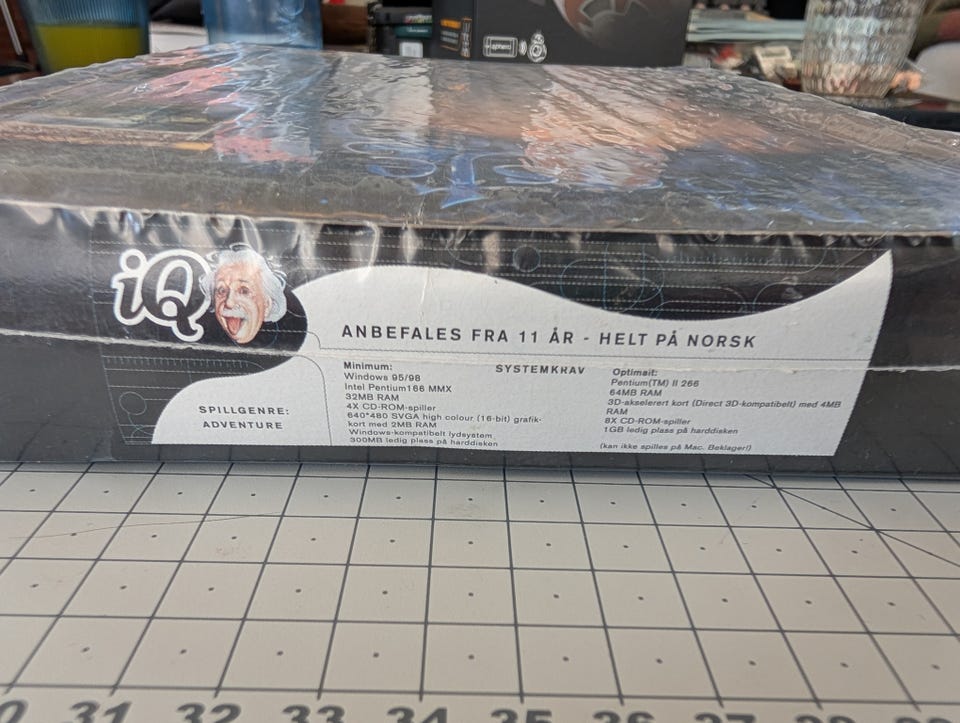 sphero
iQ
ANBEFALES FRA 11 ÅR - HELT PÅ NORSK
SYSTEMKRAV
Minimum:
Windows 95/98
Intel Pentium166 MMX
32MB RAM
4X CD-ROM-spiller
640*480 SVGA high colour (16-bit) grafik-
kort med 2MB RAM
Windows-kompatibelt lydsystem
300MB ledig plass på harddisken
Optimalt:
Pentium(TM) II 266
64MB RAM
3D-akselerert kort (Direct 3D-kompatibelt) med 4MB
RAM
8X CD-ROM-spiller
1GB ledig plass på harddisken
(kan ikke spilles på Mac. Beklager!)
SPILLGENRE:
ADVENTURE
31 32 33 34 35 36 37 38 39